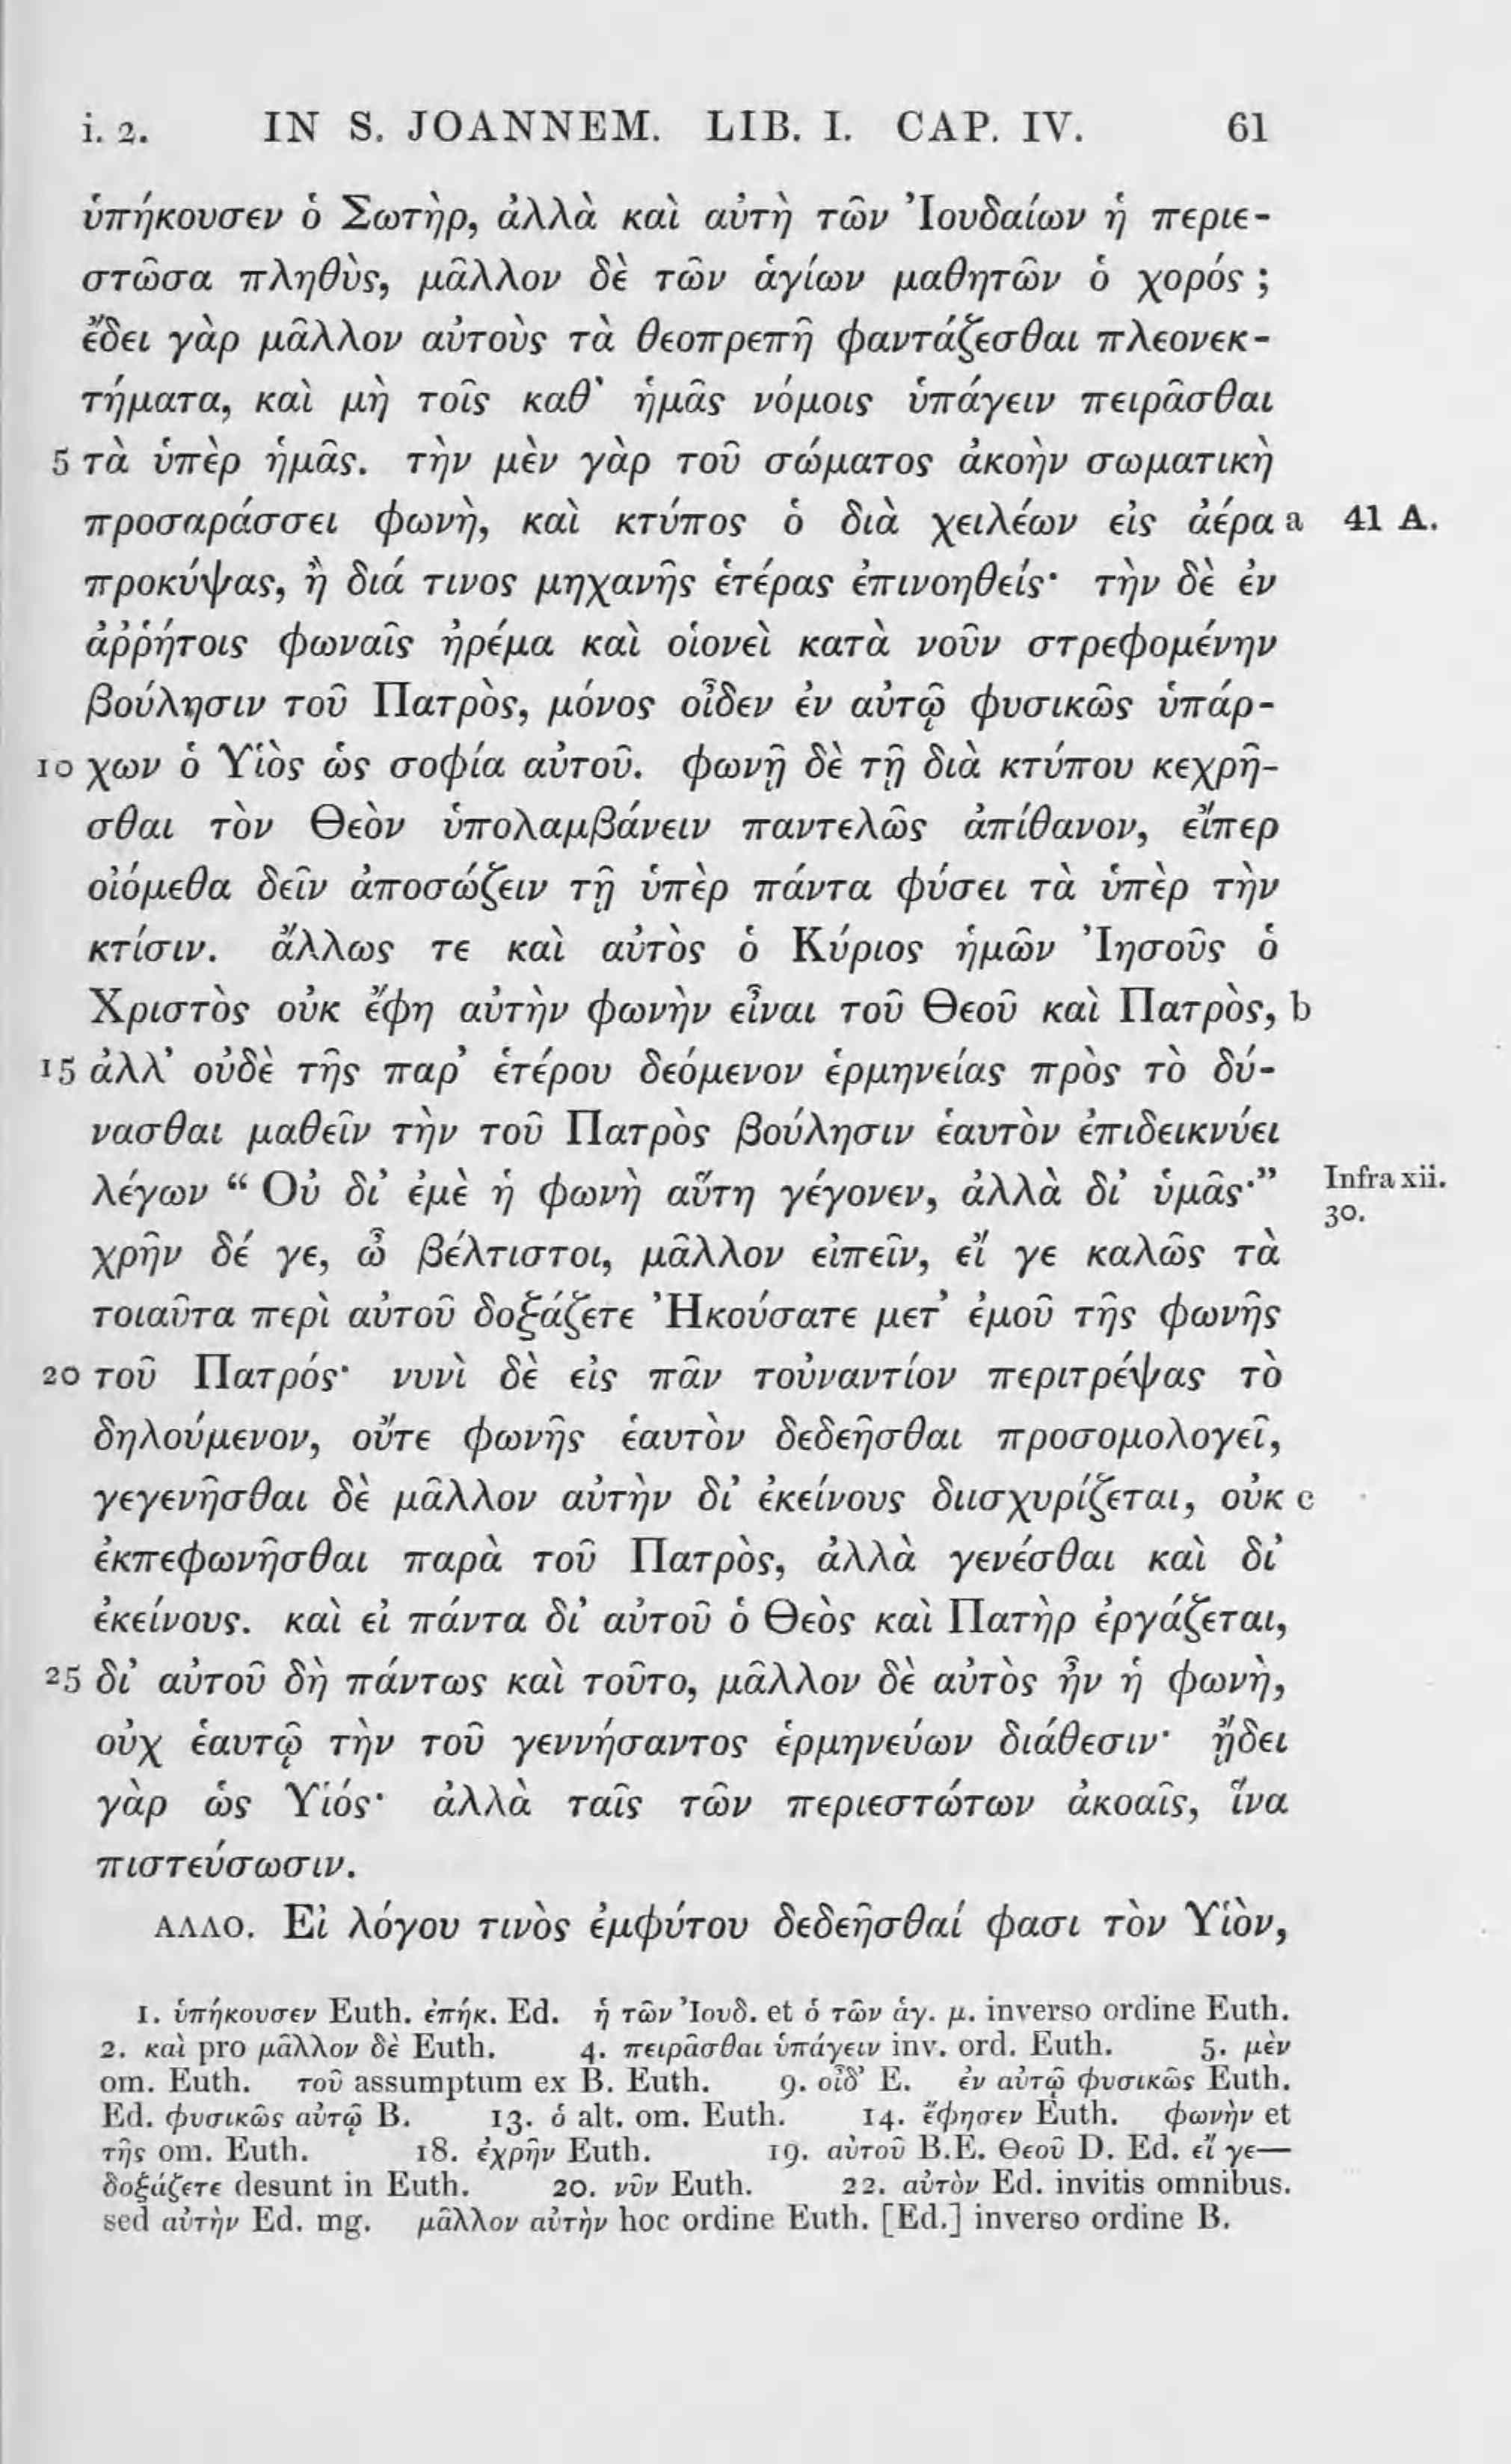 i. 2. IN S. JOANNEM. LIB. I. CAP. IV. 61
ὑπήκουσεν ὁ Σωτὴρ, ἀλλὰ καὶ αὐτὴ τῶν Ἰουδαίων ἡ περιε-
στῶσα πληθὺς, μᾶλλον δὲ τῶν ἁγίων μαθητῶν ὁ χορός ;
ἔδει γὰρ μᾶλλον αὐτοὺς τὰ θεοπρεπῆ φαντάζεσθαι πλεονεκ-
τήματα, καὶ μὴ τοῖς καθ' ἡμᾶς νόμοις ὑπάγειν πειρᾶσθαι
5 τὰ ὑπὲρ ἡμᾶς. τὴν μὲν γὰρ τοῦ σώματος ἀκοὴν σωματικὴ
προσαράσσει φωνὴ, καὶ κτύπος ὁ διὰ χειλέων εἰς ἀέρα a 41 A.
προκύψας, ἢ διά τινος μηχανῆς ἑτέρας ἐπινοηθείς· τὴν δὲ ἐν
ἀῤῥήτοις φωναῖς ἠρέμα καὶ οἱονεὶ κατὰ νοῦν στρεφομένην
βούλησιν τοῦ Πατρὸς, μόνος οἶδεν ἐν αὐτῷ φυσικῶς ὑπάρ-
10 χων ὁ Υἱὸς ὡς σοφία αὐτοῦ. φωνῇ δὲ τῇ διὰ κτύπου κεχρῆ-
σθαι τὸν Θεὸν ὑπολαμβάνειν παντελῶς ἀπίθανον, εἴπερ
οἰόμεθα δεῖν ἀποσώζειν τῇ ὑπὲρ πάντα φύσει τὰ ὑπὲρ τὴν
κτίσιν. ἄλλως τε καὶ αὐτὸς ὁ Κύριος ἡμῶν Ἰησοῦς ὁ
Χριστὸς οὐκ ἔφη αὐτὴν φωνὴν εἶναι τοῦ Θεοῦ καὶ Πατρὸς, b
15 ἀλλ' οὐδὲ τῆς παρ' ἑτέρου δεόμενον ἑρμηνείας πρὸς τὸ δύ-
νασθαι μαθεῖν τὴν τοῦ Πατρὸς βούλησιν ἑαυτὸν ἐπιδεικνύει
λέγων “ Οὐ δι' ἐμὲ ἡ φωνὴ αὕτη γέγονεν, ἀλλὰ δι' ὑμᾶς·” Infra xii.
30.
χρῆν δέ γε, ὦ βέλτιστοι, μᾶλλον εἰπεῖν, εἴ γε καλῶς τὰ
τοιαῦτα περὶ αὐτοῦ δοξάζετε Ἠκούσατε μετ' ἐμοῦ τῆς φωνῆς
20 τοῦ Πατρός· νυνὶ δὲ εἰς πᾶν τοὐναντίον περιτρέψας τὸ
δηλούμενον, οὔτε φωνῆς ἑαυτὸν δεδεῆσθαι προσομολογεῖ,
γεγενῆσθαι δὲ μᾶλλον αὐτὴν δι' ἐκείνους διισχυρίζεται, οὐκ c
ἐκπεφωνῆσθαι παρὰ τοῦ Πατρὸς, ἀλλὰ γενέσθαι καὶ δι'
ἐκείνους. καὶ εἰ πάντα δι' αὐτοῦ ὁ Θεὸς καὶ Πατὴρ ἐργάζεται,
25 δι' αὐτοῦ δὴ πάντως καὶ τοῦτο, μᾶλλον δὲ αὐτὸς ἦν ἡ φωνὴ,
οὐχ ἑαυτῷ τὴν τοῦ γεννήσαντος ἑρμηνεύων διάθεσιν· ᾔδει
γὰρ ὡς Υἱός· ἀλλὰ ταῖς τῶν περιεστώτων ἀκοαῖς, ἵνα
πιστεύσωσιν.
ΑΛΛΟ. Εἰ λόγου τινὸς ἐμφύτου δεδεῆσθαί φασι τὸν Υἱὸν,
1. ὑπήκουσεν Euth. ἐπήκ. Ed. ἡ τῶν Ἰουδ. et ὁ τῶν ἁγ. μ. inverso ordine Euth.
2. καὶ pro μᾶλλον δὲ Euth. 4. πειρᾶσθαι ὑπάγειν inv. ord. Euth. 5. μὲν
om. Euth. τοῦ assumptum ex B. Euth. 9. οἶδ' E. ἐν αὐτῷ φυσικῶς Euth.
Ed. φυσικῶς αὐτῷ B. 13. ὁ alt. om. Euth. 14. ἔφησεν Euth. φωνὴν et
τῆς om. Euth. 18. ἐχρῆν Euth. 19. αὐτοῦ B.E. Θεοῦ D. Ed. εἴ γε—
δοξάζετε desunt in Euth. 20. νῦν Euth. 22. αὐτὸν Ed. invitis omnibus.
sed αὐτὴν Ed. mg. μᾶλλον αὐτὴν hoc ordine Euth. [Ed.] inverso ordine B.